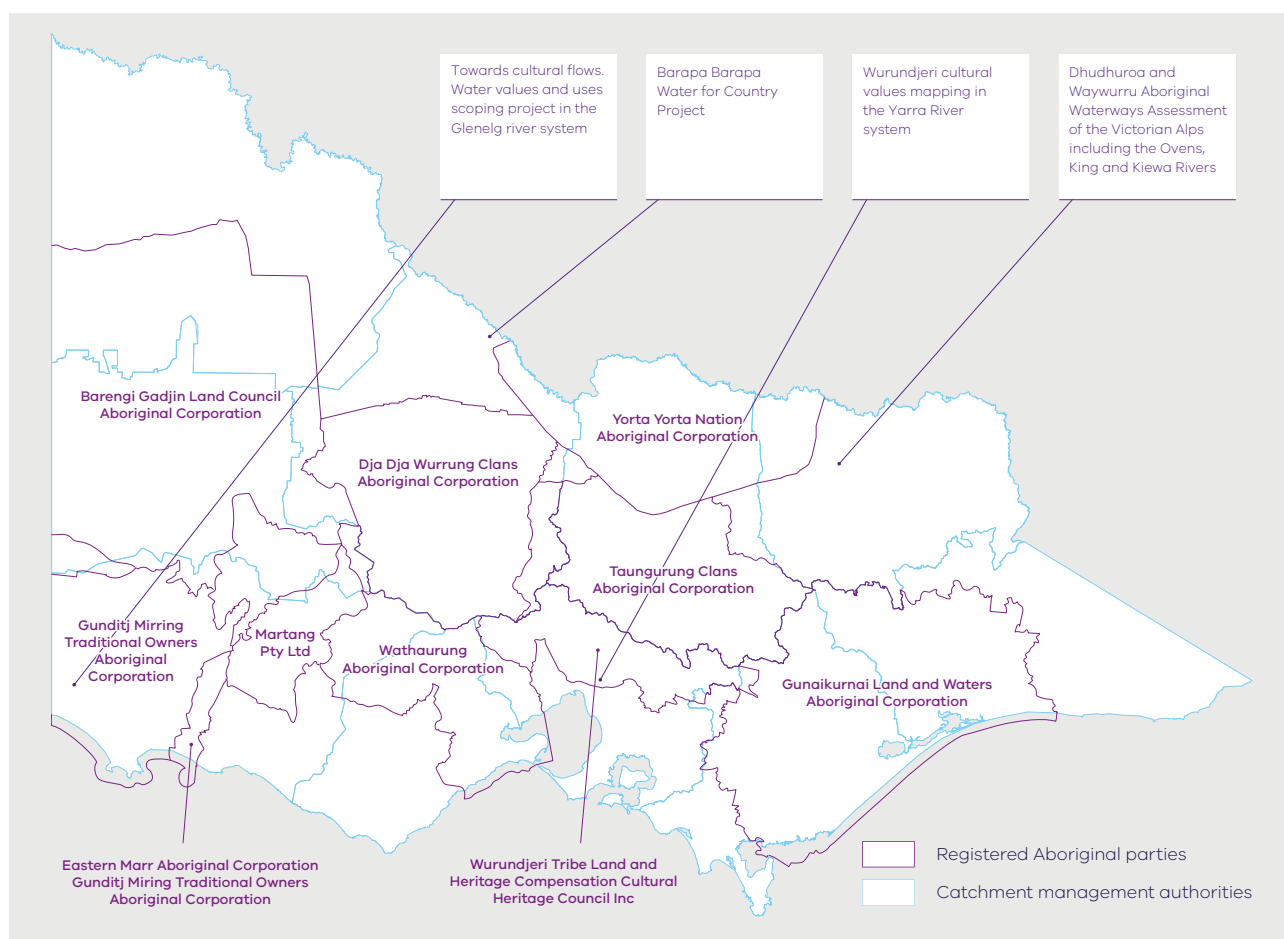 Towards cultural flows.
Water values and uses
scoping project in the
Glenelg river system
Barapa Barapa
Water for Country
Project
Wurundjeri cultural
values mapping in
the Yarra River
system
Dhudhuroa and
Waywurru Aboriginal
Waterways Assessment
of the Victorian Alps
including the Ovens,
King and Kiewa Rivers
Barengi Gadjin Land Council
Aboriginal Corporation
Yorta Yorta Nation
Aboriginal Corporation
Dja Dja Wurrung Clans
Aboriginal Corporation
Taungurung Clans
Aboriginal Corporation
Gunditj Mirring
Traditional Owners
Aboriginal
Corporation
Martang
Pty Ltd
Wathaurung
Aboriginal Corporation
Gunaikurnai Land and Waters
Aboriginal Corporation
Eastern Marr Aboriginal Corporation
Gunditj Miring Traditional Owners
Aboriginal Corporation
Wurundjeri Tribe Land and
Heritage Compensation Cultural
Heritage Council Inc
Registered Aboriginal parties
Catchment management authorities